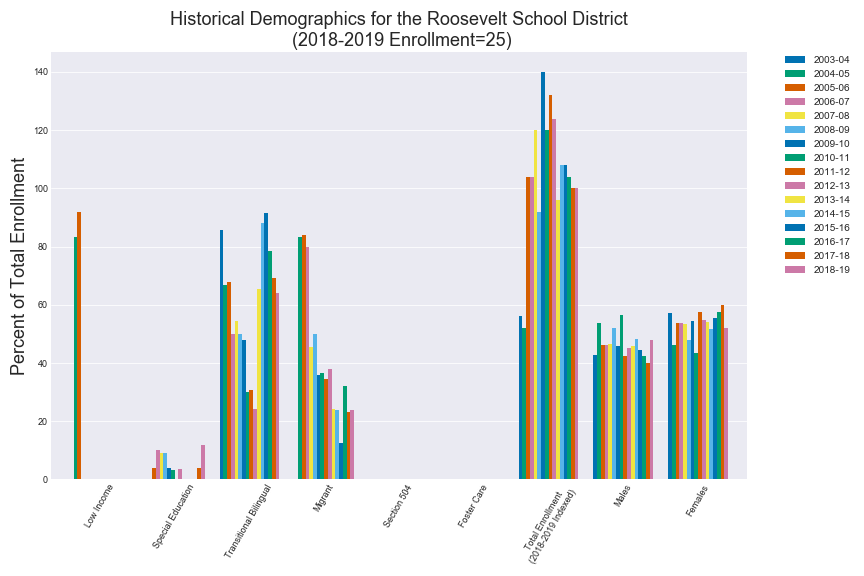 Historical Demographics for the Roosevelt School District
(2018-2019 Enrollment=25)
Percent of Total Enrollment
140
120
100
80
60
40
20
0
Low Income
Special Education
Transitional Bilingual
Migrant
Section 504
Foster Care
Total Enrollment
(2018-2019 Indexed)
Males
Females
2003-04
2004-05
2005-06
2006-07
2007-08
2008-09
2009-10
2010-11
2011-12
2012-13
2013-14
2014-15
2015-16
2016-17
2017-18
2018-19